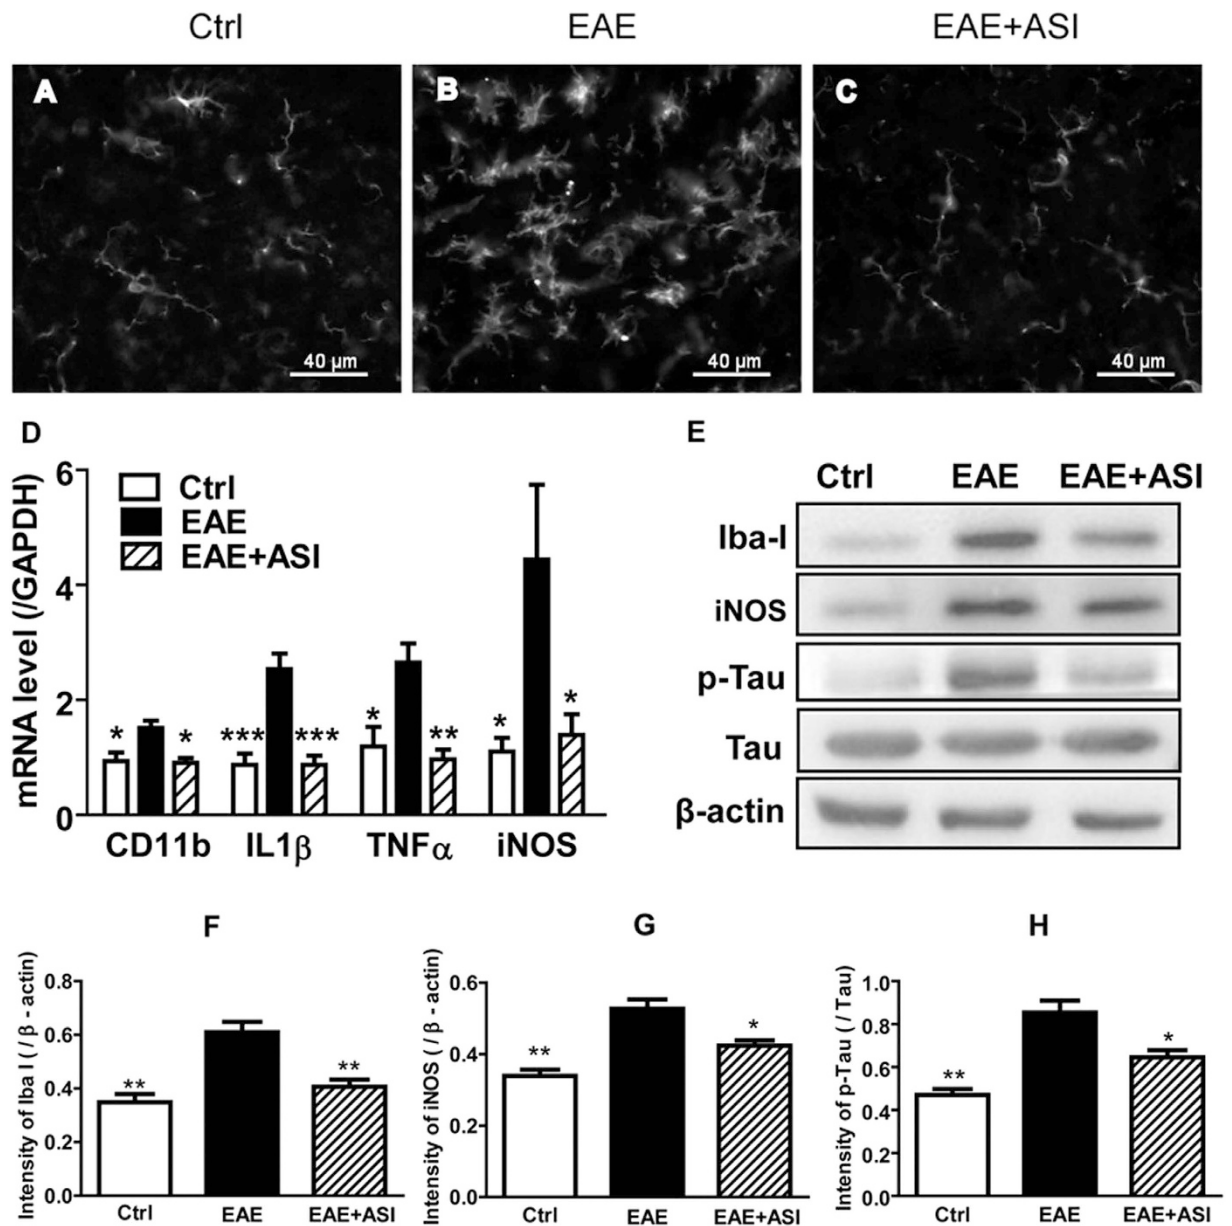 Ctrl EAE EAE+ASI
A B C
40 µm 40 µm 40 µm
D
E
mRNA level (/GAPDH)
6
4
2
0
Ctrl
EAE
EAE+ASI
* * *** *** * ** * *
CD11b IL1β TNFα iNOS
Ctrl EAE EAE+ASI
Iba-I
iNOS
p-Tau
Tau
β-actin
F
Intensity of Iba I ( / β - actin)
0.8
0.6
0.4
0.2
0.0
** **
Ctrl EAE EAE+ASI
G
Intensity of iNOS ( / β - actin)
0.6
0.4
0.2
0.0
** *
Ctrl EAE EAE+ASI
H
Intensity of p-Tau ( / Tau)
1.0
0.8
0.6
0.4
0.2
0.0
** *
Ctrl EAE EAE+ASI